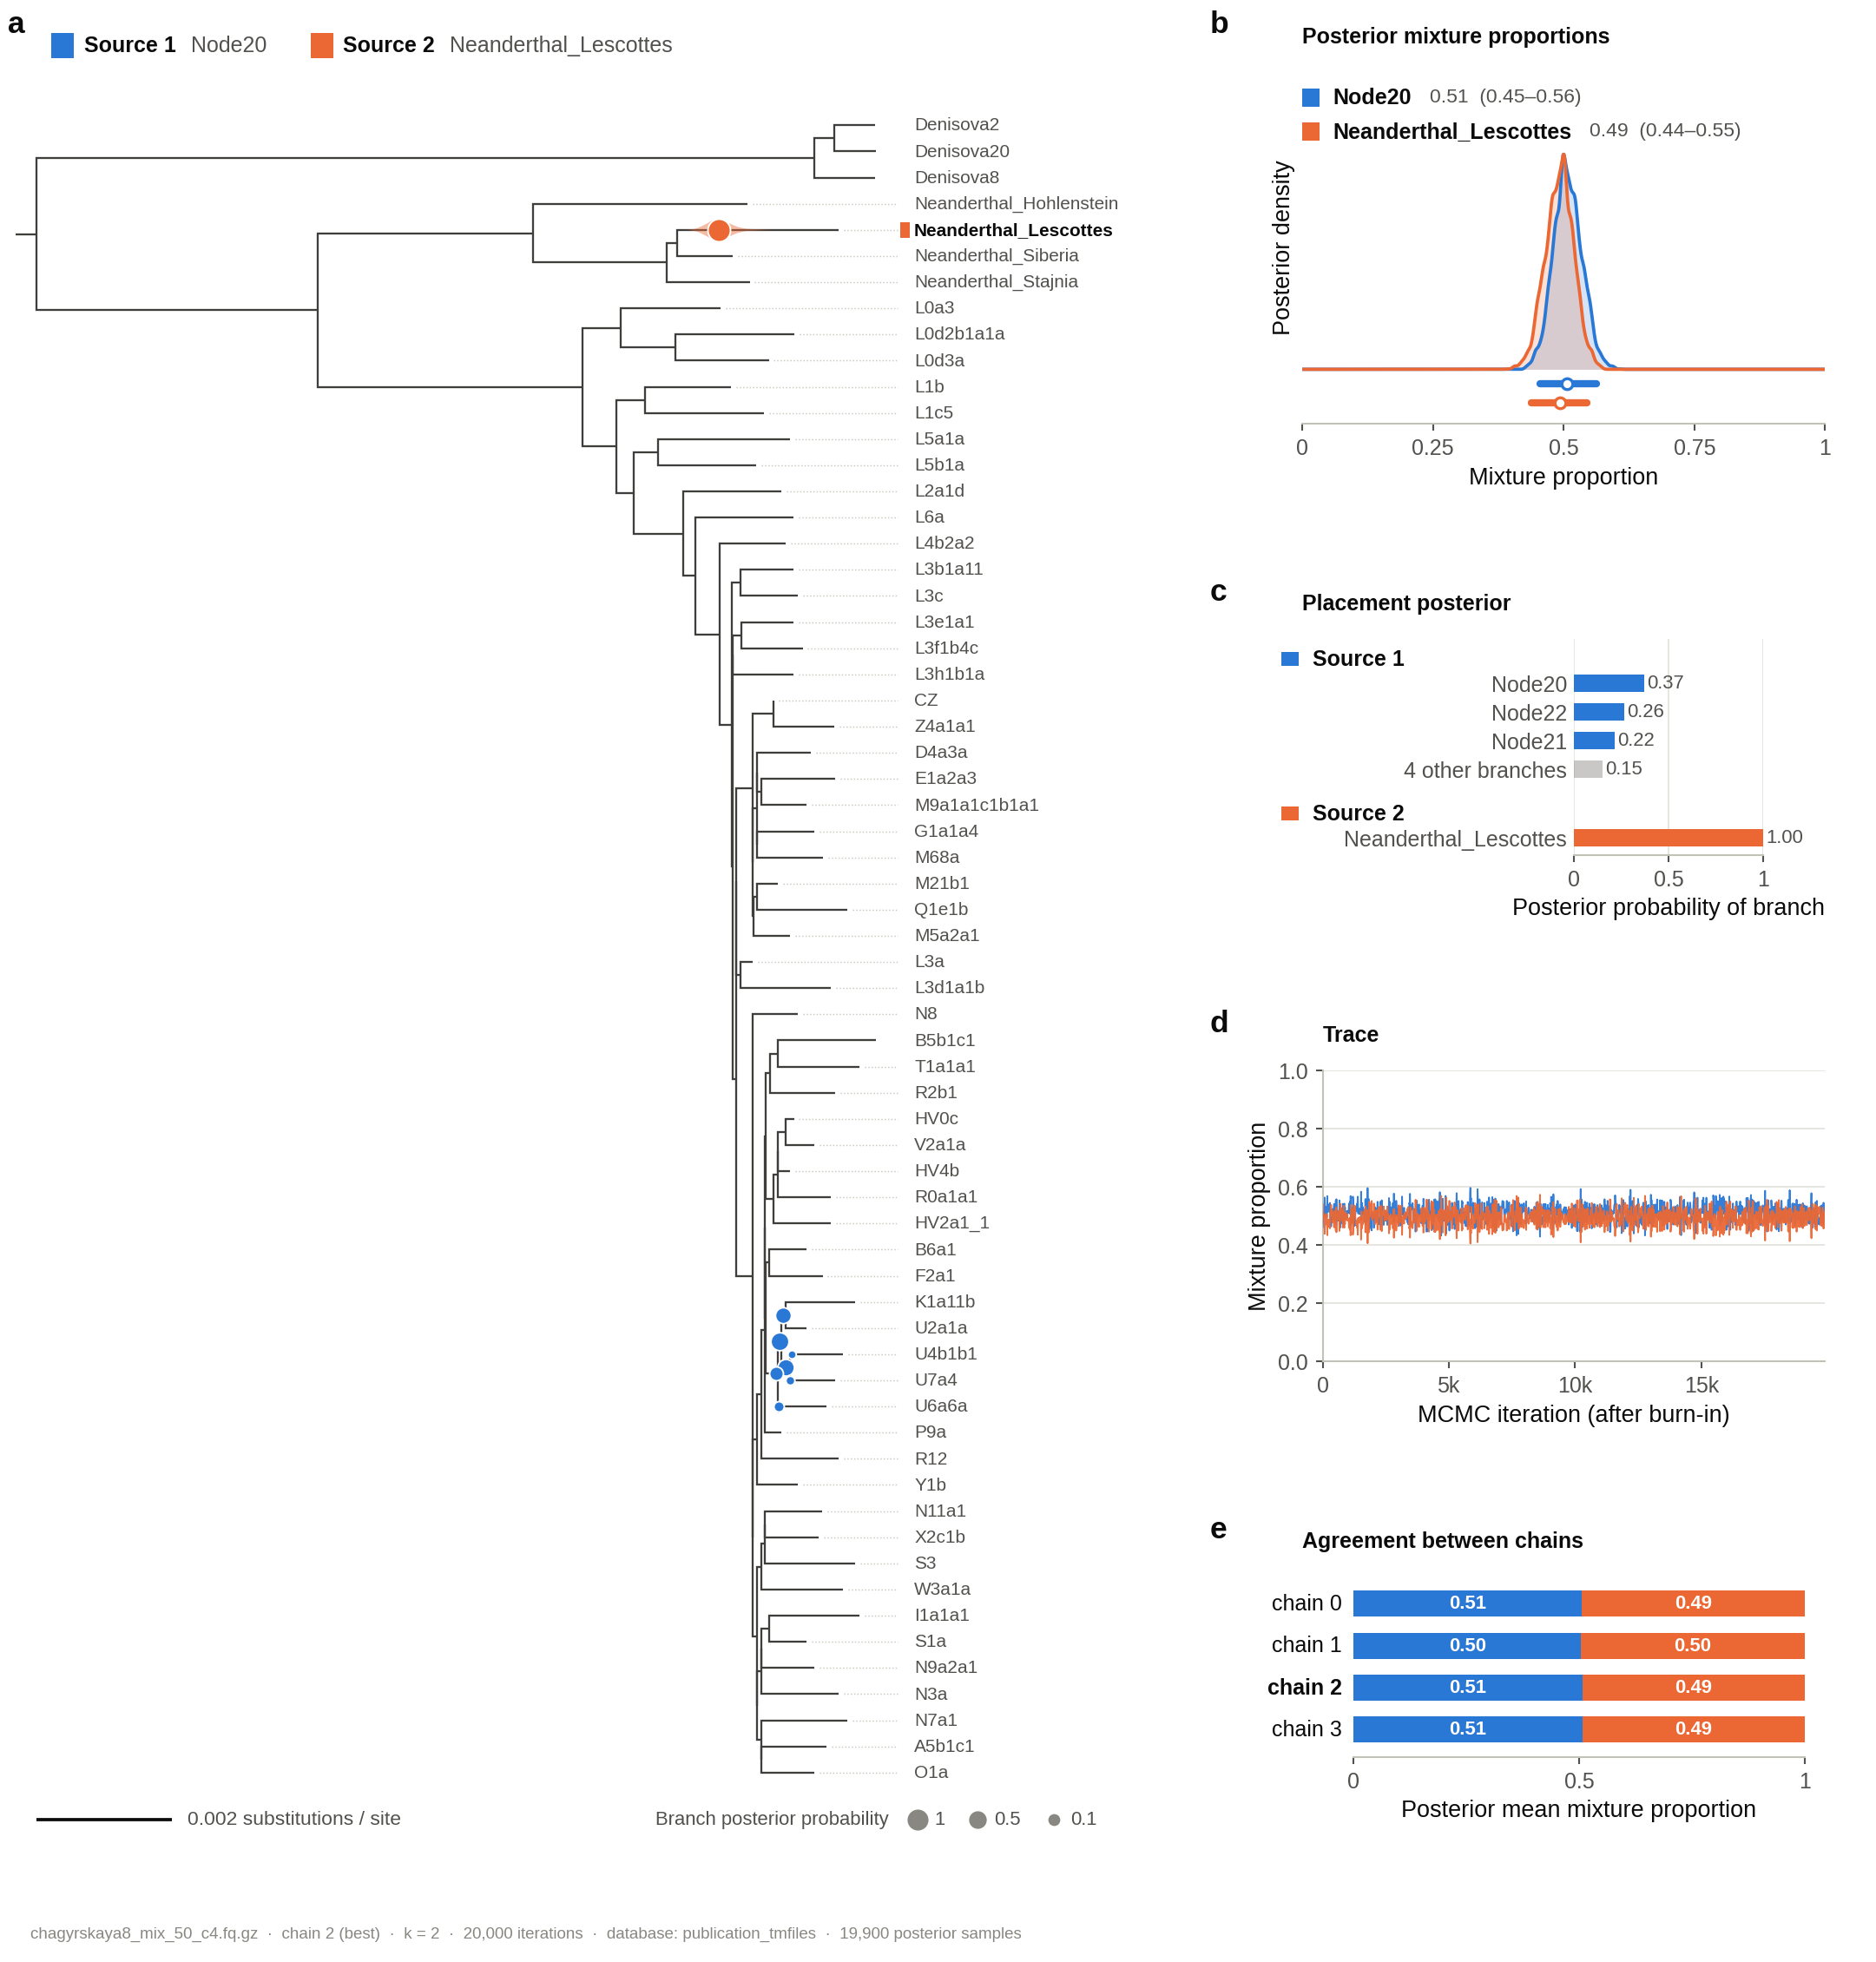 a
Source 1 Node20 Source 2 Neanderthal_Lescottes
Denisova2
Denisova20
Denisova8
Neanderthal_Hohlenstein
Neanderthal_Lescottes
Neanderthal_Siberia
Neanderthal_Stajnia
L0a3
L0d2b1a1a
L0d3a
L1b
L1c5
L5a1a
L5b1a
L2a1d
L6a
L4b2a2
L3b1a11
L3c
L3e1a1
L3f1b4c
L3h1b1a
CZ
Z4a1a1
D4a3a
E1a2a3
M9a1a1c1b1a1
G1a1a4
M68a
M21b1
Q1e1b
M5a2a1
L3a
L3d1a1b
N8
B5b1c1
T1a1a1
R2b1
HV0c
V2a1a
HV4b
R0a1a1
HV2a1_1
B6a1
F2a1
K1a11b
U2a1a
U4b1b1
U7a4
U6a6a
P9a
R12
Y1b
N11a1
X2c1b
S3
W3a1a
I1a1a1
S1a
N9a2a1
N3a
N7a1
A5b1c1
O1a
0.002 substitutions / site
Branch posterior probability 1 0.5 0.1
b
Posterior mixture proportions
Node20 0.51 (0.45–0.56)
Neanderthal_Lescottes 0.49 (0.44–0.55)
Posterior density
0 0.25 0.5 0.75 1
Mixture proportion
c
Placement posterior
Source 1
Node20 0.37
Node22 0.26
Node21 0.22
4 other branches 0.15
Source 2
Neanderthal_Lescottes 1.00
0 0.5 1
Posterior probability of branch
d
Trace
Mixture proportion
1.0
0.8
0.6
0.4
0.2
0.0
0 5k 10k 15k
MCMC iteration (after burn-in)
e
Agreement between chains
chain 0 0.51 0.49
chain 1 0.50 0.50
chain 2 0.51 0.49
chain 3 0.51 0.49
0 0.5 1
Posterior mean mixture proportion
chagyrskaya8_mix_50_c4.fq.gz · chain 2 (best) · k = 2 · 20,000 iterations · database: publication_tmfiles · 19,900 posterior samples